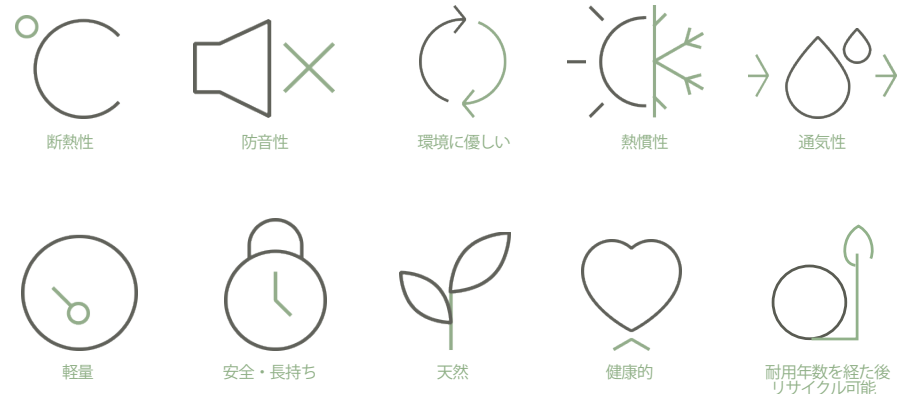 断熱性
防音性
環境に優しい
熱慣性
通気性
軽量
安全・長持ち
天然
健康的
耐用年数を経た後
リサイクル可能